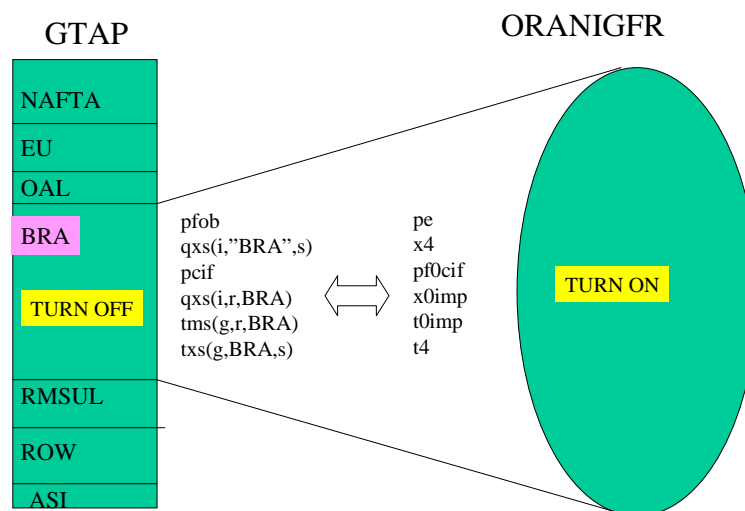 GTAP
ORANIGFR
NAFTA
EU
OAL
BRA
TURN OFF
RMSUL
ROW
ASI
pfob
qxs(i,”BRA”,s)
pcif
qxs(i,r,BRA)
tms(g,r,BRA)
txs(g,BRA,s)
pe
x4
pf0cif
x0imp
t0imp
t4
TURN ON